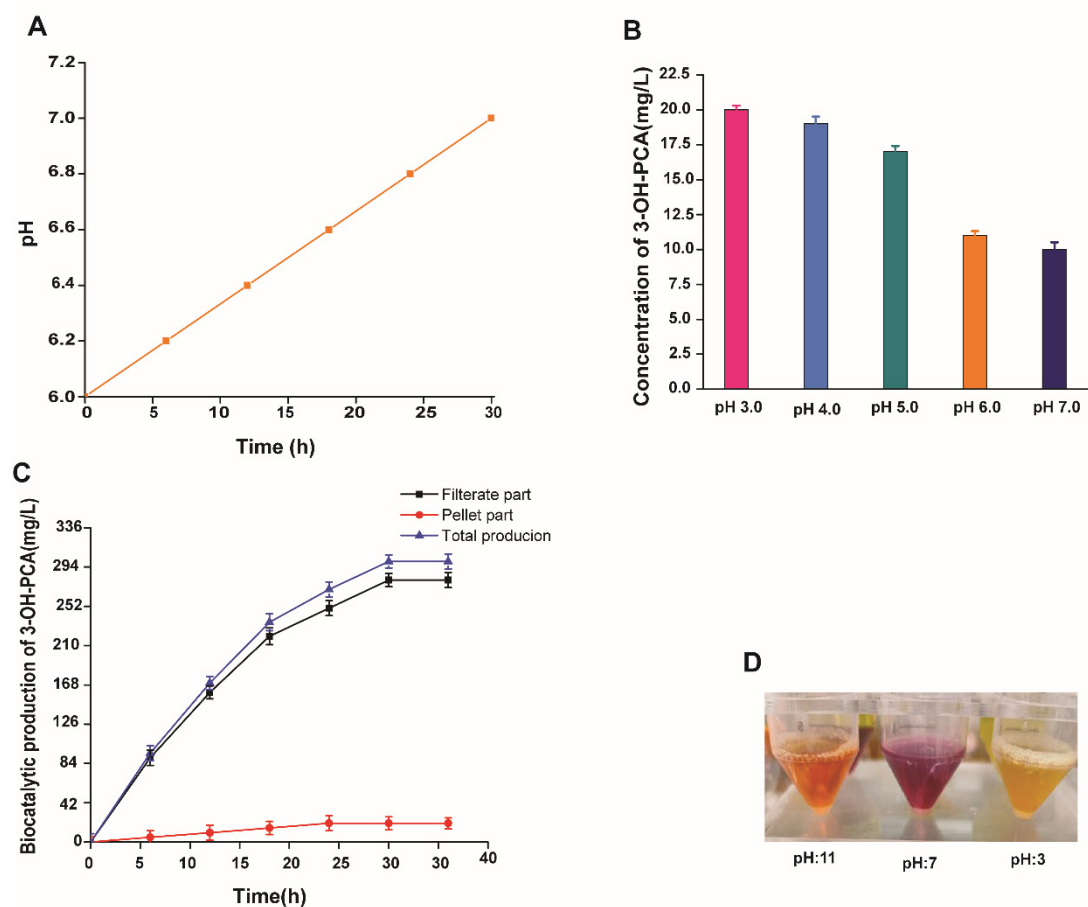 A
7.2
7.0
6.8
6.6
6.4
6.2
6.0
pH
0 5 10 15 20 25 30
Time (h)
B
22.5
20.0
17.5
15.0
12.5
10.0
7.5
5.0
2.5
0.0
Concentration of 3-OH-PCA(mg/L)
pH 3.0 pH 4.0 pH 5.0 pH 6.0 pH 7.0
C
Filterate part
Pellet part
Total producion
336
294
252
210
168
126
84
42
0
Biocatalytic production of 3-OH-PCA(mg/L)
0 5 10 15 20 25 30 30 40
Time(h)
D
pH:11 pH:7 pH:3